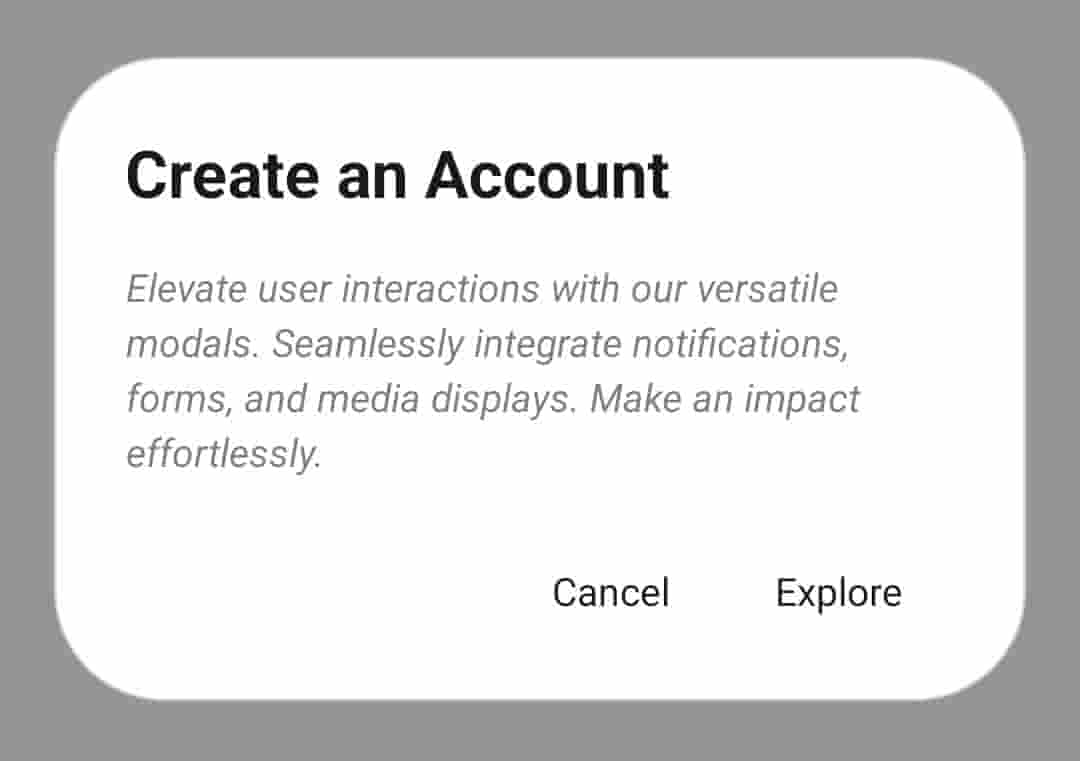 Create an Account
Elevate user interactions with our versatile
modals. Seamlessly integrate notifications,
forms, and media displays. Make an impact
effortlessly.
Cancel Explore